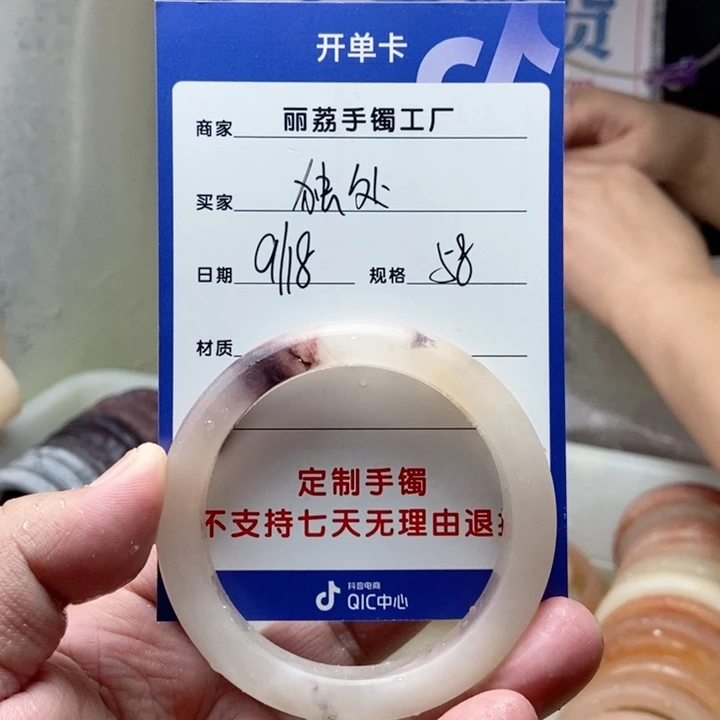 货
开单卡
商家 丽荔手镯工厂
买家 独处
日期 9/18 规格 58
材质
定制手镯
不支持七天无理由退
抖音电商
QIC中心